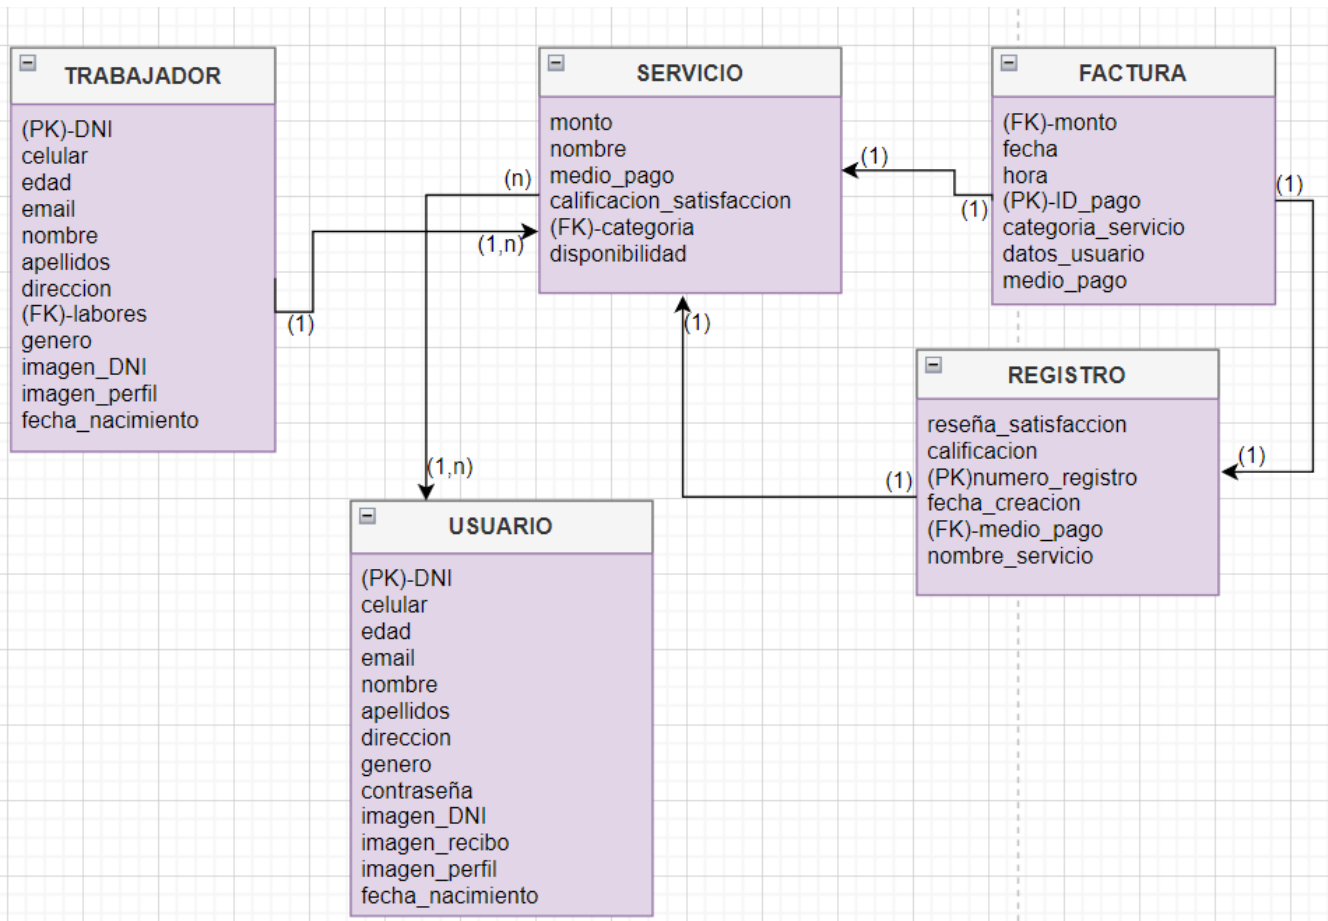 TRABAJADOR
(PK)-DNI
celular
edad
email
nombre
apellidos
direccion
(FK)-labores
genero
imagen_DNI
imagen_perfil
fecha_nacimiento
(1)
(1,n)
(n)
SERVICIO
monto
nombre
medio_pago
calificacion_satisfaccion
(FK)-categoria
disponibilidad
(1)
(1)
FACTURA
(FK)-monto
fecha
hora
(PK)-ID_pago
categoria_servicio
datos_usuario
medio_pago
(1)
(1)
(1)
(1)
REGISTRO
reseña_satisfaccion
calificacion
(PK)numero_registro
fecha_creacion
(FK)-medio_pago
nombre_servicio
(1,n)
USUARIO
(PK)-DNI
celular
edad
email
nombre
apellidos
direccion
genero
contraseña
imagen_DNI
imagen_recibo
imagen_perfil
fecha_nacimiento